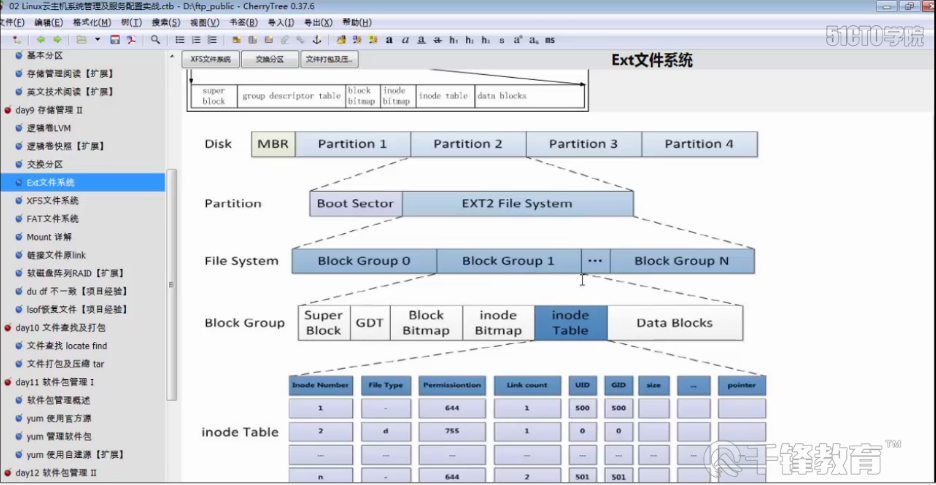 02 Linux云主机系统管理及服务配置实战.ctb - D:\ftp_public - CherryTree 0.30.5
文件(F) 编辑(E) 格式化(M) 树(T) 搜索(S) 视图(V) 书签(B) 导入(I) 导出(X) 帮助(H)
51CTO学院
a a a a h₁ h₂ h₃ s aª aₐ ms
基本分区
存储管理阅读【扩展】
英文技术阅读【扩展】
day9 存储管理 II
逻辑卷LVM
逻辑卷快照【扩展】
交换分区
Ext文件系统
XFS文件系统
FAT文件系统
Mount 详解
链接文件原link
软磁盘阵列RAID【扩展】
du df 不一致【项目经验】
lsof恢复文件【项目经验】
day10 文件查找及打包
文件查找 locate find
文件打包及压缩 tar
day11 软件包管理 I
软件包管理概述
yum 使用官方源
yum 管理软件包
yum 使用自建源【扩展】
day12 软件包管理 II
XFS文件系统 交换分区 文件打包及压..
Ext文件系统
super block group descriptor table block bitmap inode bitmap inode table data blocks
Disk MBR Partition 1 Partition 2 Partition 3 Partition 4
Partition Boot Sector EXT2 File System
File System Block Group 0 Block Group 1 ··· Block Group N
Block Group Super Block GDT Block Bitmap inode Bitmap inode Table Data Blocks
inode Table
Inode Number File Type Permisstiontion Link count UID GID size ... pointer
1 - 644 1 500 500
2 d 755 1 0 0
... ... ... ... ... ... ... ... ...
n - 644 2 501 501
千锋教育™